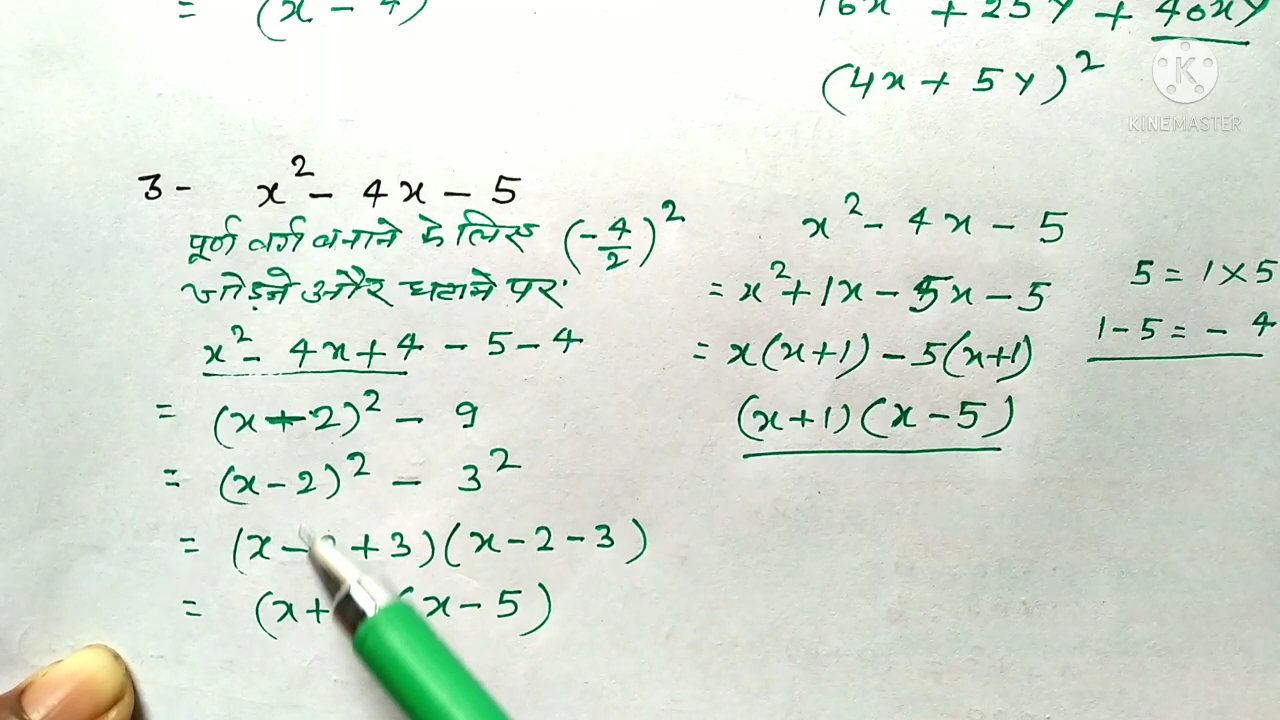 = (x - 4)
16x + 25y + 40xy
(4x + 5y)²
K
KINEMASTER
3- x² - 4x - 5
पूर्ण वर्ग बनाने के लिए (-4/2)²
जोड़ने और घटाने पर
x² - 4x + 4 - 5 - 4
= (x - 2)² - 9
= (x - 2)² - 3²
= (x - + 3)(x - 2 - 3)
= (x + (x - 5)
x² - 4x - 5
= x² + 1x - 5x - 5
= x(x+1) - 5(x+1)
(x+1)(x-5)
5 = 1×5
1-5 = - 4